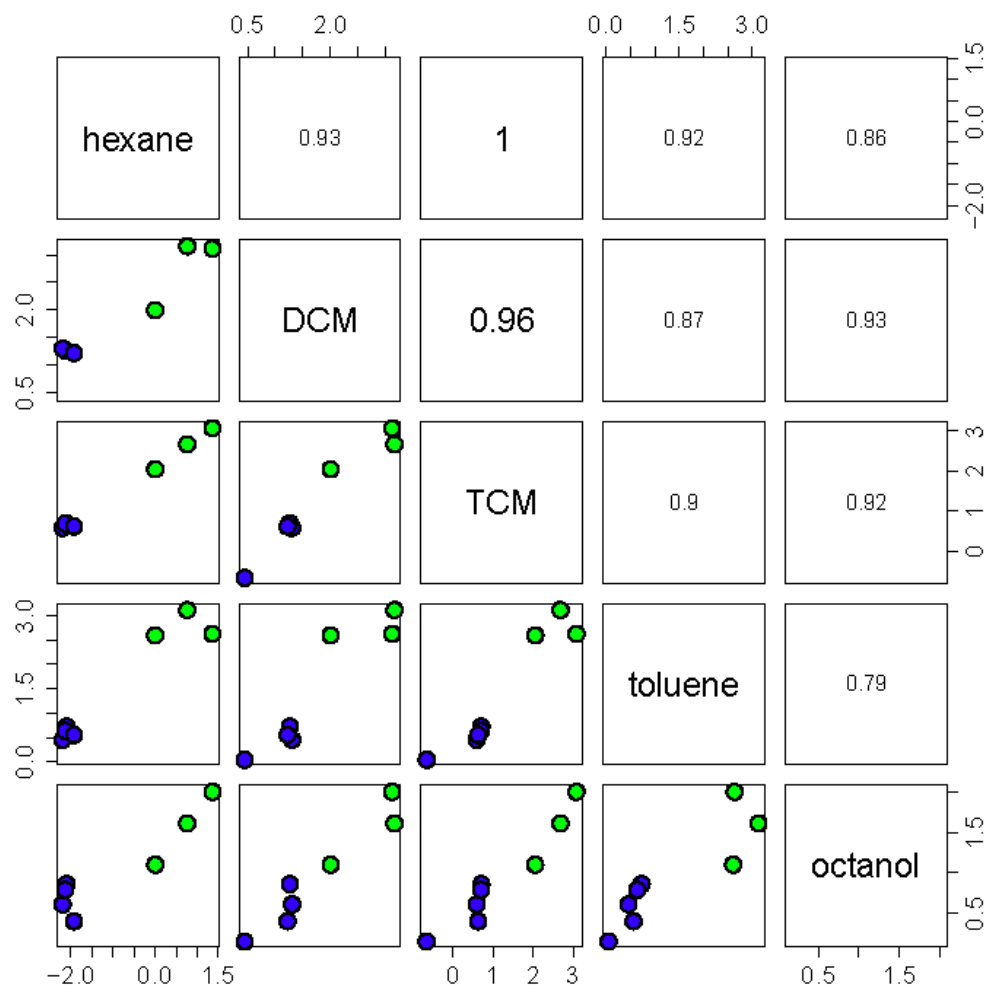 0.5 2.0 0.0 1.5 3.0
hexane 0.93 1 0.92 0.86
−2.0 0.0 1.5
DCM 0.96 0.87 0.93
0.5 2.0
TCM 0.9 0.92
0 1 2 3
toluene 0.79
0.0 1.5 3.0
octanol
0.5 1.5
−2.0 0.0 1.5 0 1 2 3 0.5 1.5